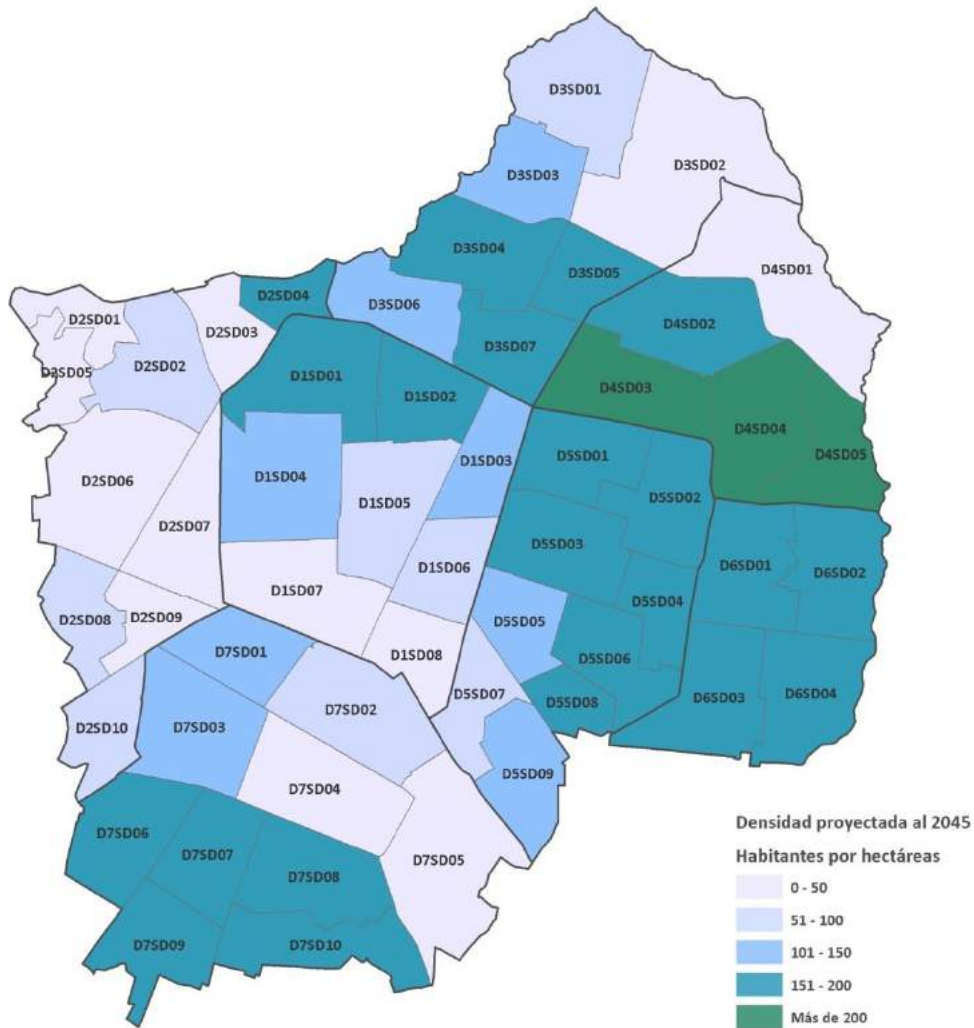 D3SD01
D3SD02
D3SD03
D3SD04
D3SD05
D4SD01
D2SD04
D3SD06
D2SD01
D2SD03
D4SD02
D2SD02
D3SD07
D2SD05
D1SD01
D4SD03
D1SD02
D4SD04
D1SD03
D5SD01
D4SD05
D2SD06
D1SD04
D5SD02
D1SD05
D2SD07
D5SD03
D6SD01
D1SD06
D6SD02
D1SD07
D5SD04
D2SD08
D2SD09
D5SD05
D7SD01
D1SD08
D5SD06
D5SD07
D6SD03
D6SD04
D5SD08
D7SD02
D2SD10
D7SD03
D5SD09
D7SD04
D7SD06
D7SD05
D7SD07
D7SD08
D7SD09
D7SD10
Densidad proyectada al 2045
Habitantes por hectáreas
0 - 50
51 - 100
101 - 150
151 - 200
Más de 200